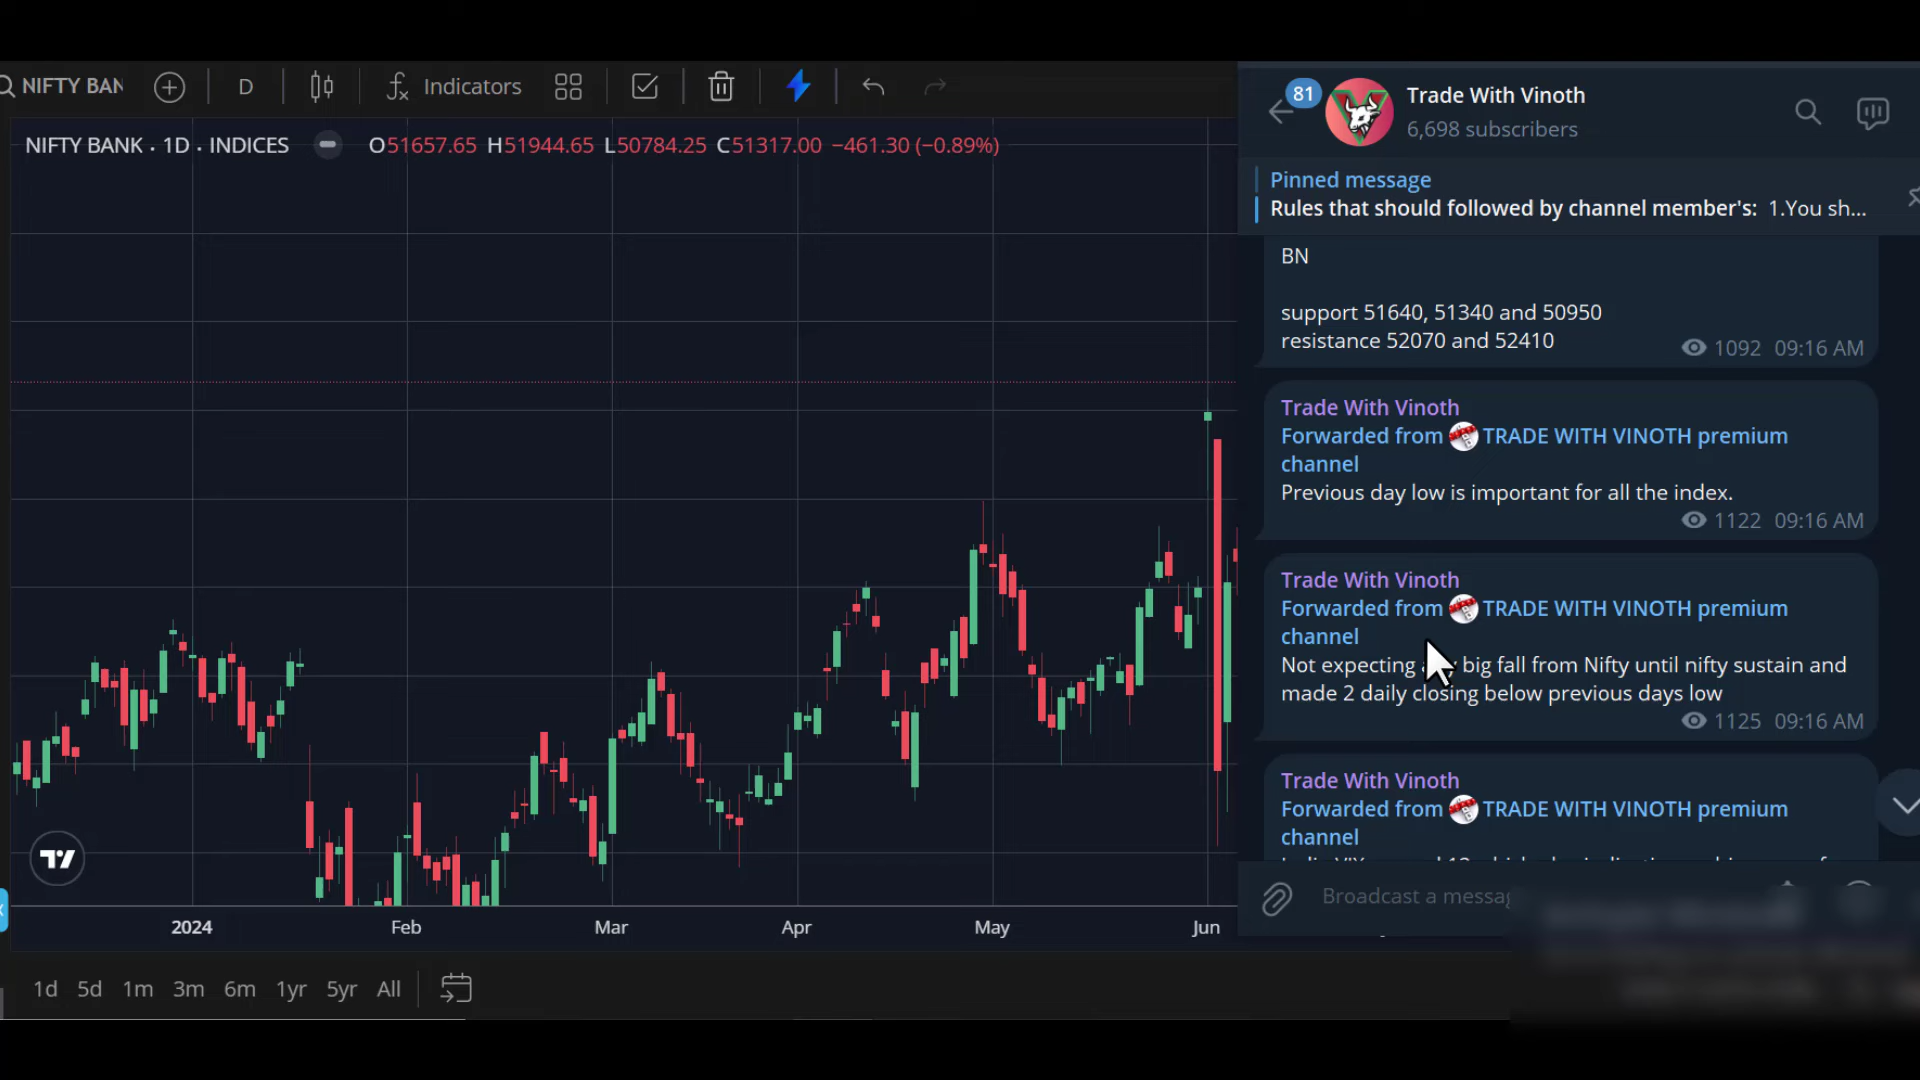 NIFTY BAN D Indicators
NIFTY BANK · 1D · INDICES O51657.65 H51944.65 L50784.25 C51317.00 −461.30 (−0.89%)
2024 Feb Mar Apr May Jun
1d 5d 1m 3m 6m 1yr 5yr All
81
Trade With Vinoth
6,698 subscribers
Pinned message
Rules that should followed by channel member's: 1.You sh...
BN
support 51640, 51340 and 50950
resistance 52070 and 52410
1092 09:16 AM
Trade With Vinoth
Forwarded from TRADE WITH VINOTH premium
channel
Previous day low is important for all the index.
1122 09:16 AM
Trade With Vinoth
Forwarded from TRADE WITH VINOTH premium
channel
Not expecting big fall from Nifty until nifty sustain and
made 2 daily closing below previous days low
1125 09:16 AM
Trade With Vinoth
Forwarded from TRADE WITH VINOTH premium
channel
Broadcast a messag